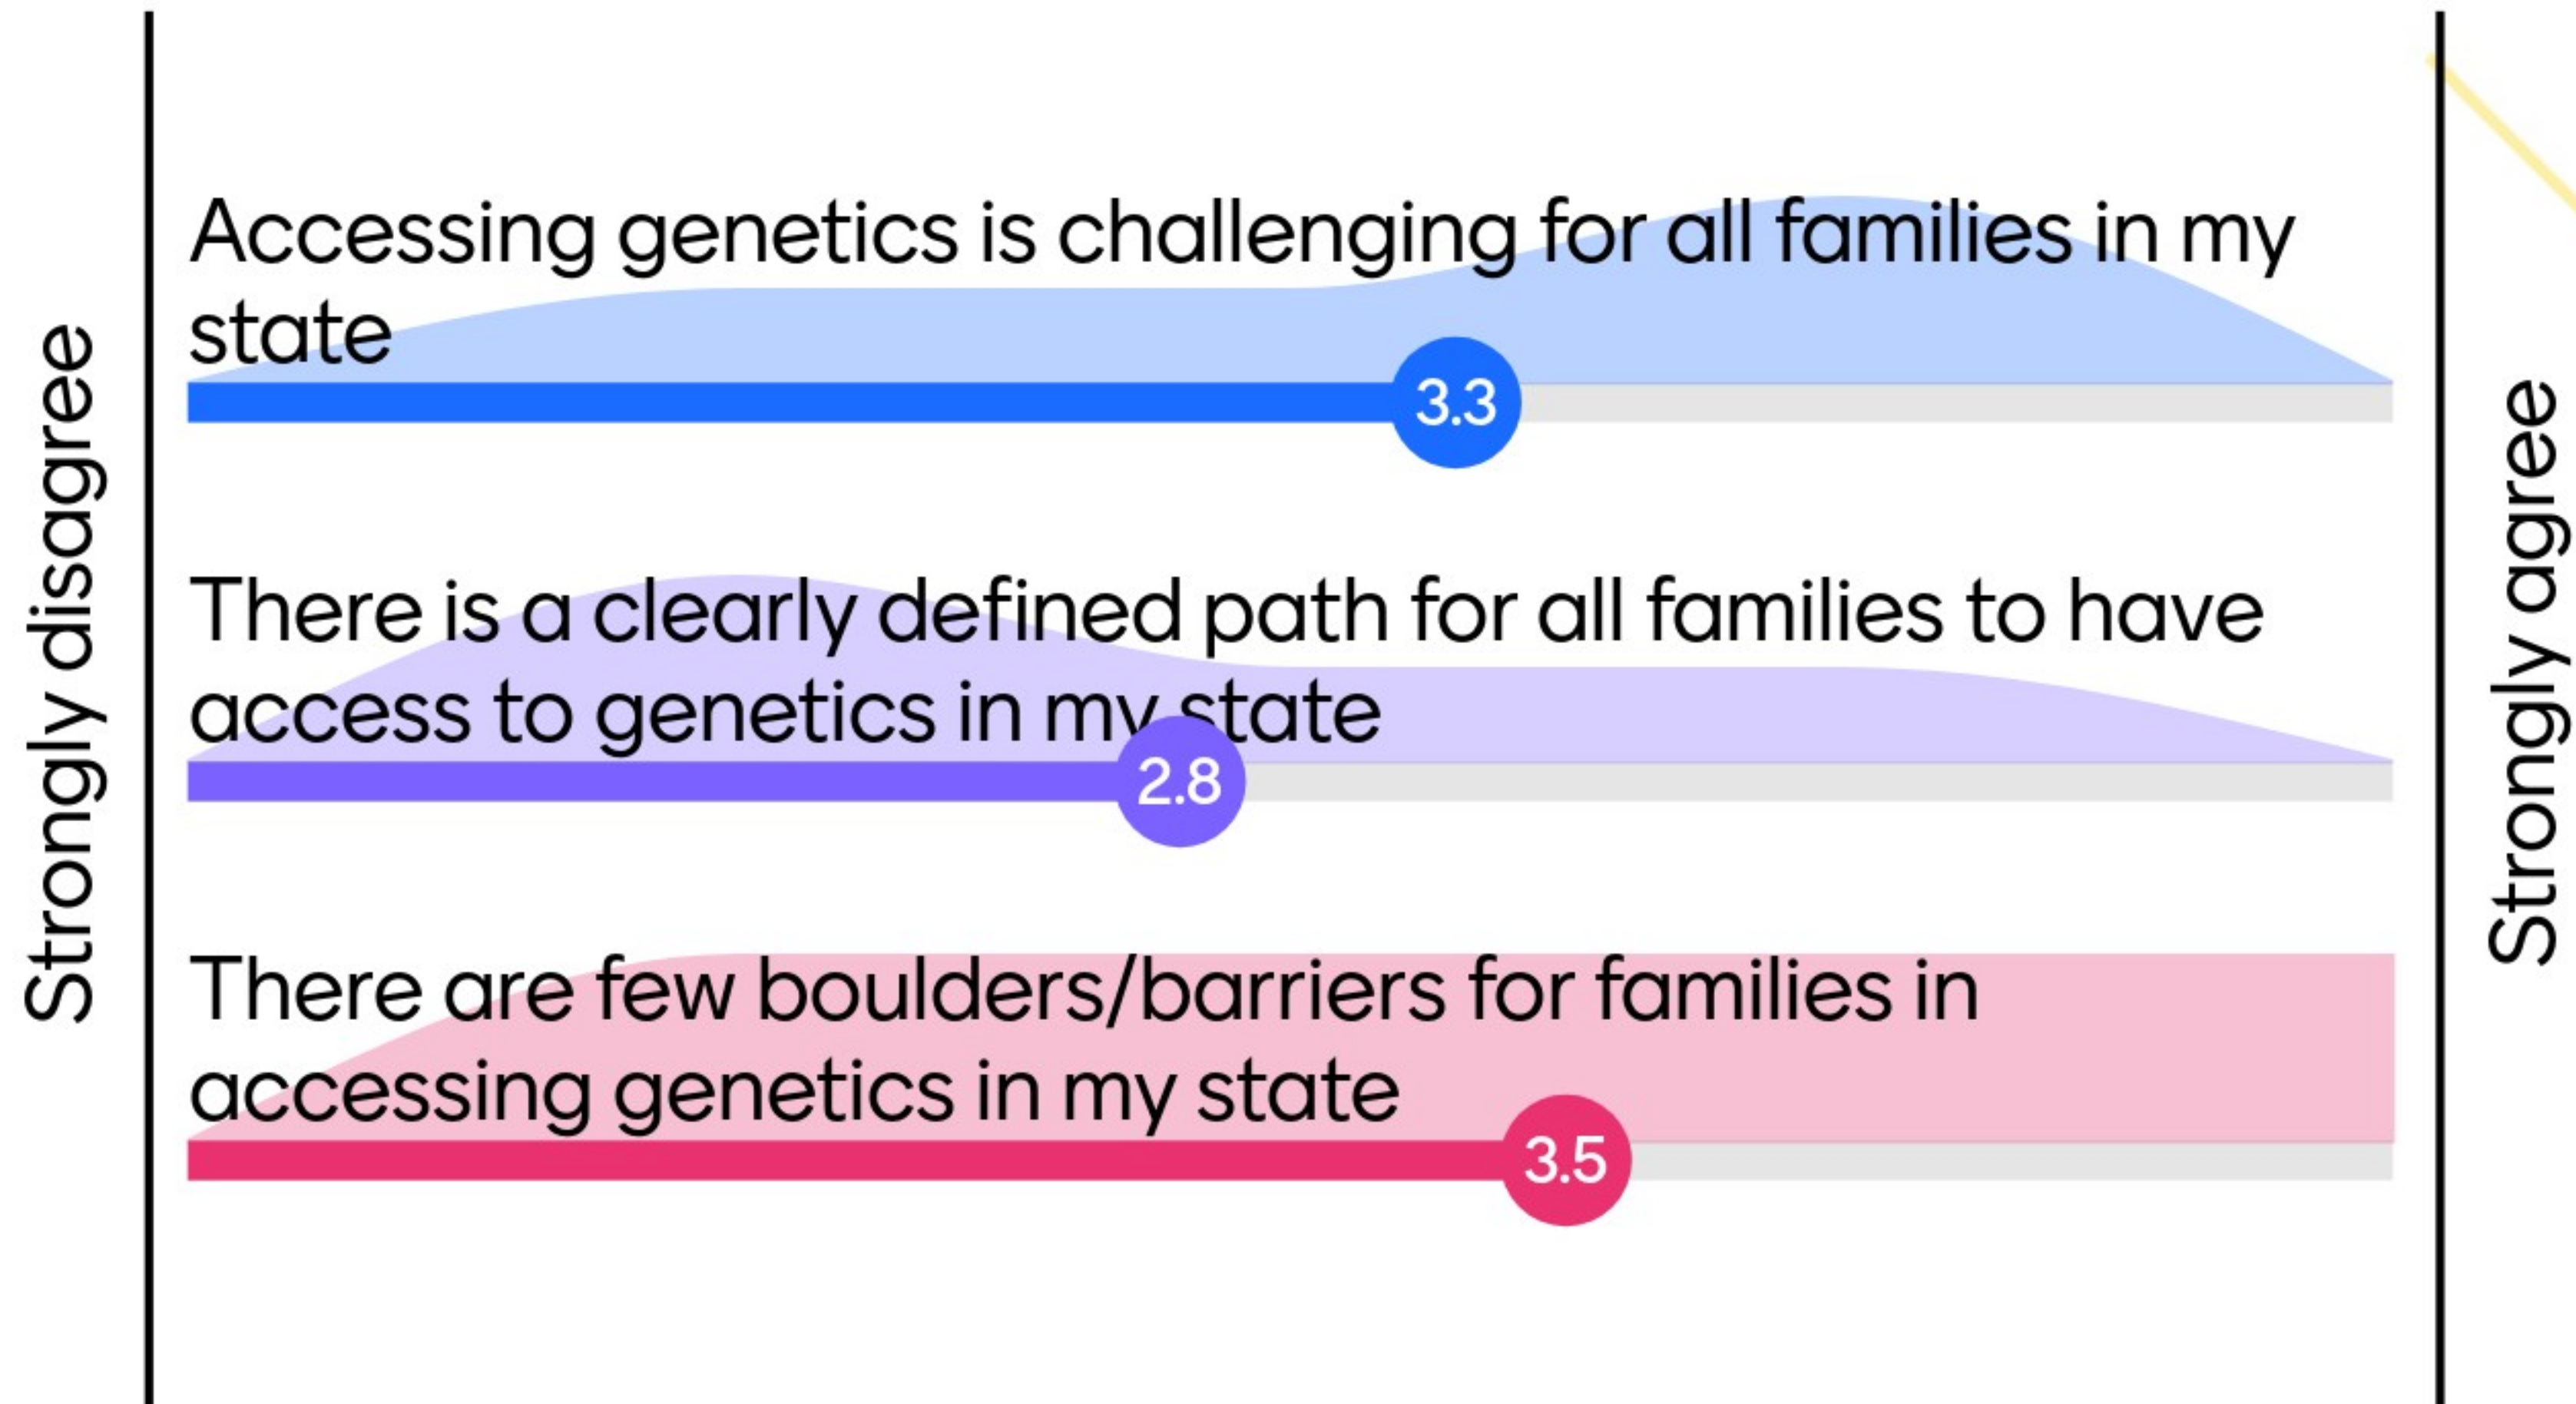 Strongly disagree
Accessing genetics is challenging for all families in my
state
3.3
There is a clearly defined path for all families to have
access to genetics in my state
2.8
There are few boulders/barriers for families in
accessing genetics in my state
3.5
Strongly agree